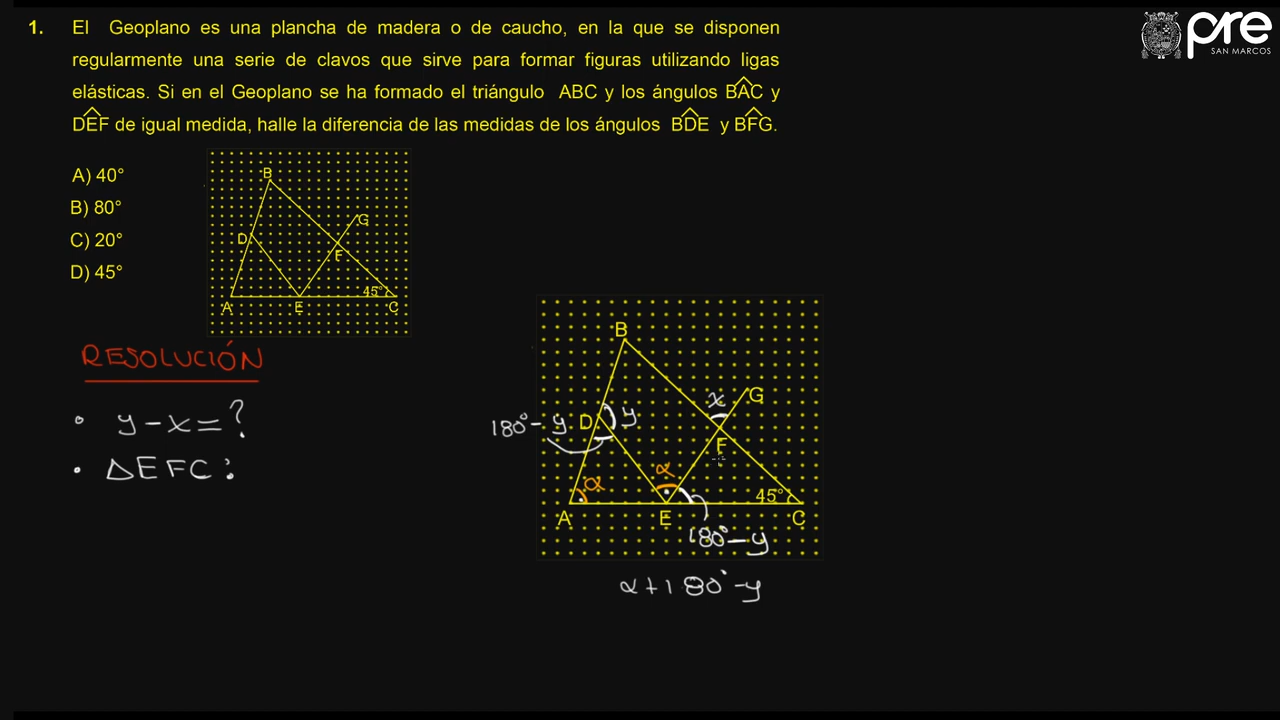 1. El Geoplano es una plancha de madera o de caucho, en la que se disponen
regularmente una serie de clavos que sirve para formar figuras utilizando ligas
elásticas. Si en el Geoplano se ha formado el triángulo ABC y los ángulos BAC y
DEF de igual medida, halle la diferencia de las medidas de los ángulos BDE y BFG.
pre
SAN MARCOS
A) 40°
B) 80°
C) 20°
D) 45°
B
G
D
F
45°
A
E
C
RESOLUCIÓN
• y-x=?
• ΔEFC:
B
x
G
180°-y
D
y
F
α
α
45°
A
E
C
180°-y
α+180°-y